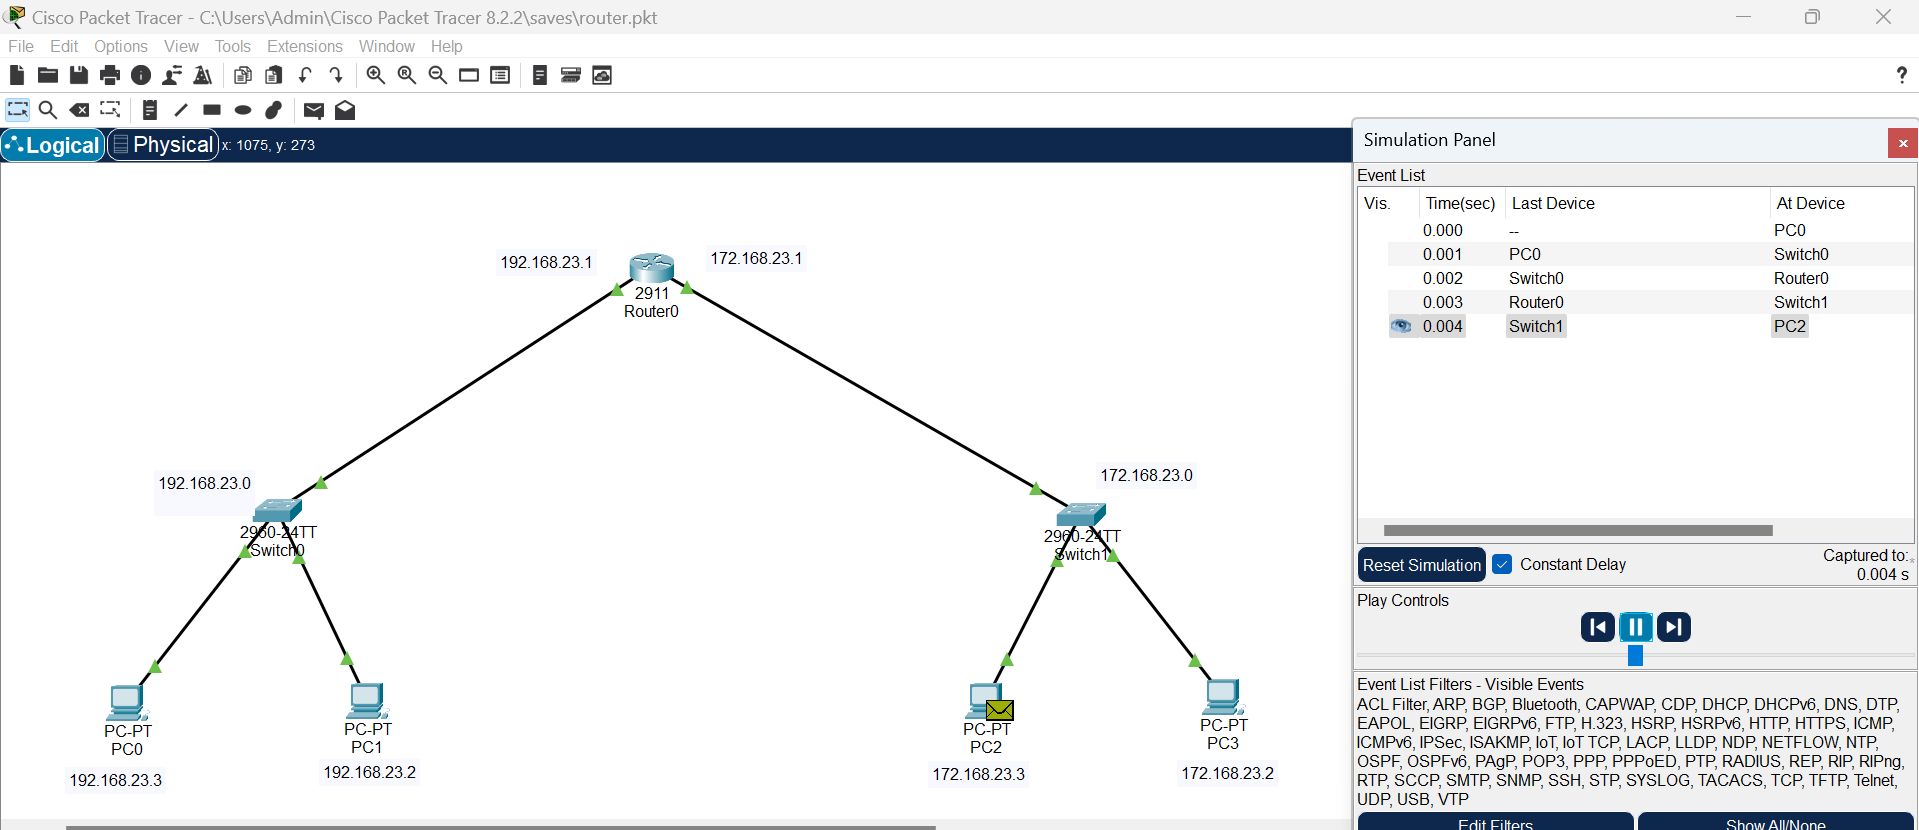 Cisco Packet Tracer - C:\Users\Admin\Cisco Packet Tracer 8.2.2\saves\router.pkt
File Edit Options View Tools Extensions Window Help
?
Logical Physical x: 1075, y: 273
Simulation Panel
x
Event List
Vis. Time(sec) Last Device At Device
0.000 -- PC0
0.001 PC0 Switch0
0.002 Switch0 Router0
0.003 Router0 Switch1
0.004 Switch1 PC2
192.168.23.1
172.168.23.1
2911
Router0
192.168.23.0
2960-24TT
Switch0
172.168.23.0
2960-24TT
Switch1
PC-PT
PC0
192.168.23.3
PC-PT
PC1
192.168.23.2
PC-PT
PC2
172.168.23.3
PC-PT
PC3
172.168.23.2
Reset Simulation Constant Delay Captured to:
0.004 s
Play Controls
Event List Filters - Visible Events
ACL Filter, ARP, BGP, Bluetooth, CAPWAP, CDP, DHCP, DHCPv6, DNS, DTP,
EAPOL, EIGRP, EIGRPv6, FTP, H.323, HSRP, HSRPv6, HTTP, HTTPS, ICMP,
ICMPv6, IPSec, ISAKMP, IoT, IoT TCP, LACP, LLDP, NDP, NETFLOW, NTP,
OSPF, OSPFv6, PAgP, POP3, PPP, PPPoED, PTP, RADIUS, REP, RIP, RIPng,
RTP, SCCP, SMTP, SNMP, SSH, STP, SYSLOG, TACACS, TCP, TFTP, Telnet,
UDP, USB, VTP
Edit Filters Show All/None